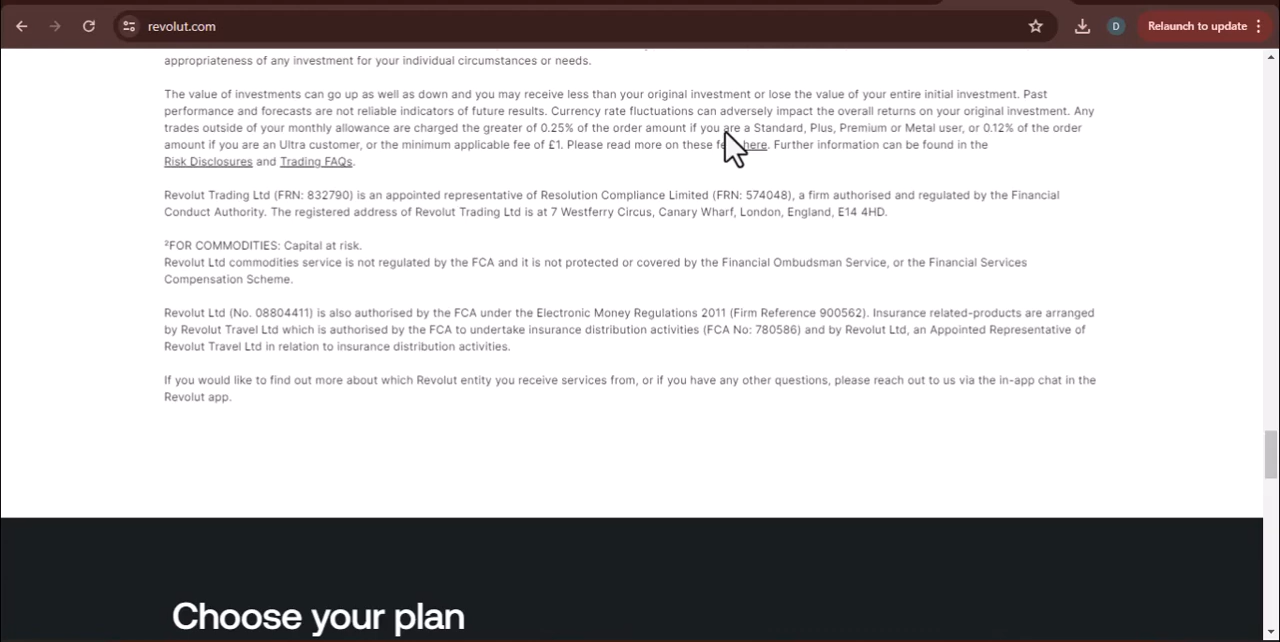 revolut.com
D
Relaunch to update
appropriateness of any investment for your individual circumstances or needs.
The value of investments can go up as well as down and you may receive less than your original investment or lose the value of your entire initial investment. Past
performance and forecasts are not reliable indicators of future results. Currency rate fluctuations can adversely impact the overall returns on your original investment. Any
trades outside of your monthly allowance are charged the greater of 0.25% of the order amount if you are a Standard, Plus, Premium or Metal user, or 0.12% of the order
amount if you are an Ultra customer, or the minimum applicable fee of £1. Please read more on these here. Further information can be found in the
Risk Disclosures and Trading FAQs.
Revolut Trading Ltd (FRN: 832790) is an appointed representative of Resolution Compliance Limited (FRN: 574048), a firm authorised and regulated by the Financial
Conduct Authority. The registered address of Revolut Trading Ltd is at 7 Westferry Circus, Canary Wharf, London, England, E14 4HD.
²FOR COMMODITIES: Capital at risk.
Revolut Ltd commodities service is not regulated by the FCA and it is not protected or covered by the Financial Ombudsman Service, or the Financial Services
Compensation Scheme.
Revolut Ltd (No. 08804411) is also authorised by the FCA under the Electronic Money Regulations 2011 (Firm Reference 900562). Insurance related-products are arranged
by Revolut Travel Ltd which is authorised by the FCA to undertake insurance distribution activities (FCA No: 780586) and by Revolut Ltd, an Appointed Representative of
Revolut Travel Ltd in relation to insurance distribution activities.
If you would like to find out more about which Revolut entity you receive services from, or if you have any other questions, please reach out to us via the in-app chat in the
Revolut app.
Choose your plan